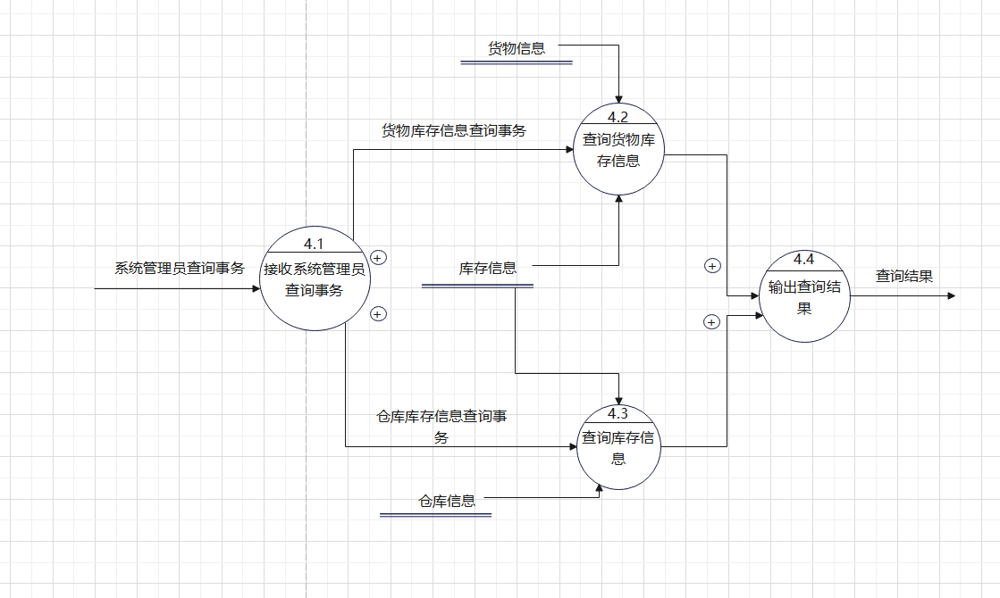 货物信息
4.2
查询货物库
存信息
货物库存信息查询事务
4.1
接收系统管理员
查询事务
系统管理员查询事务
库存信息
4.4
输出查询结
果
查询结果
仓库库存信息查询事
务
4.3
查询库存信
息
仓库信息